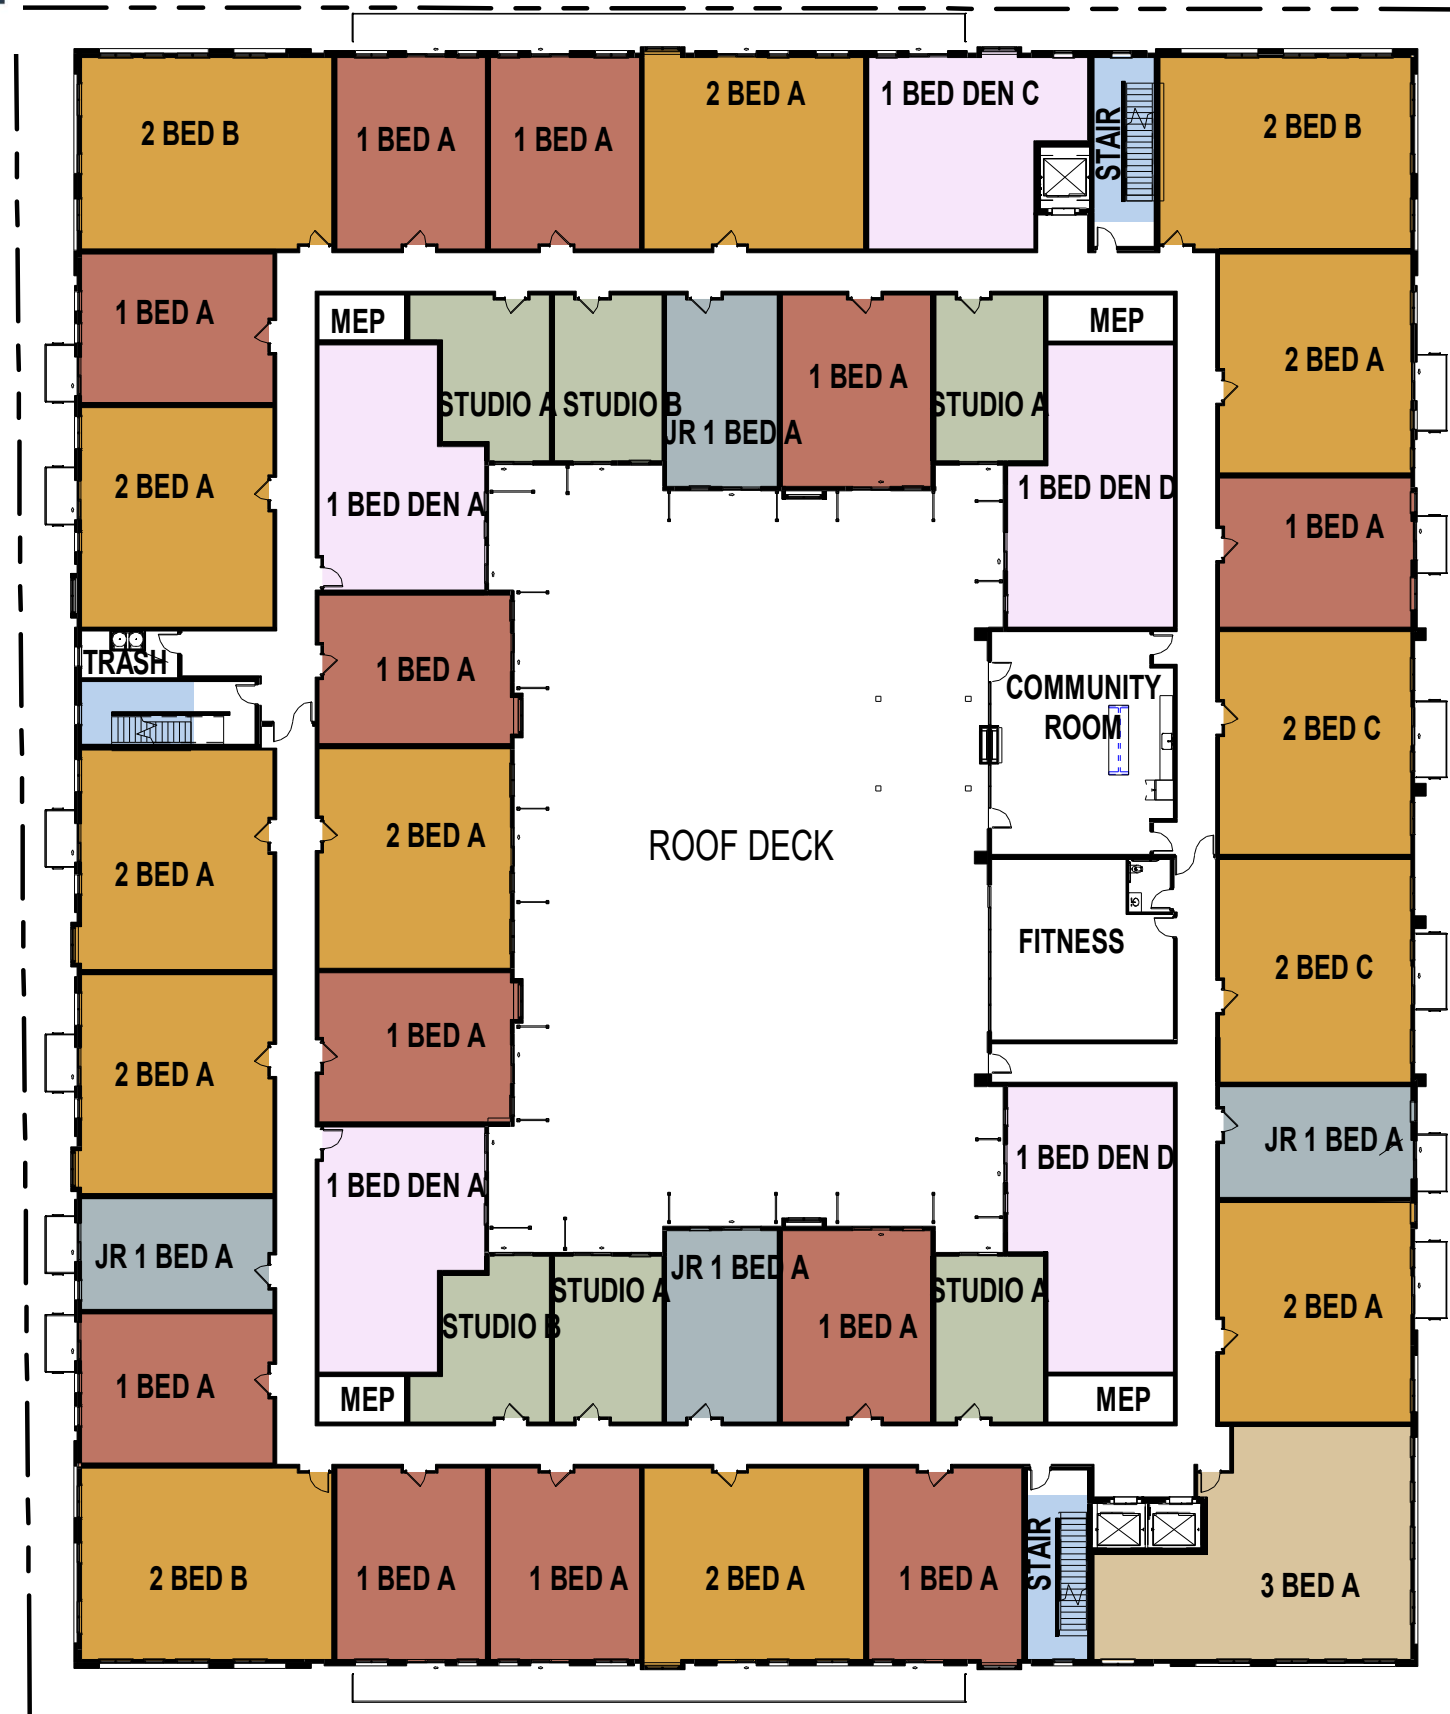 2 BED B
1 BED A
1 BED A
2 BED A
1 BED DEN C
STAIR
2 BED B
1 BED A
MEP
STUDIO A
STUDIO B
JR 1 BED A
1 BED A
STUDIO A
MEP
2 BED A
2 BED A
1 BED DEN A
1 BED DEN D
1 BED A
TRASH
1 BED A
COMMUNITY
ROOM
2 BED C
2 BED A
2 BED A
ROOF DECK
FITNESS
2 BED C
2 BED A
1 BED A
1 BED DEN A
1 BED DEN D
JR 1 BED A
JR 1 BED A
STUDIO B
STUDIO A
JR 1 BED A
1 BED A
STUDIO A
2 BED A
1 BED A
MEP
MEP
2 BED B
1 BED A
1 BED A
2 BED A
1 BED A
STAIR
3 BED A